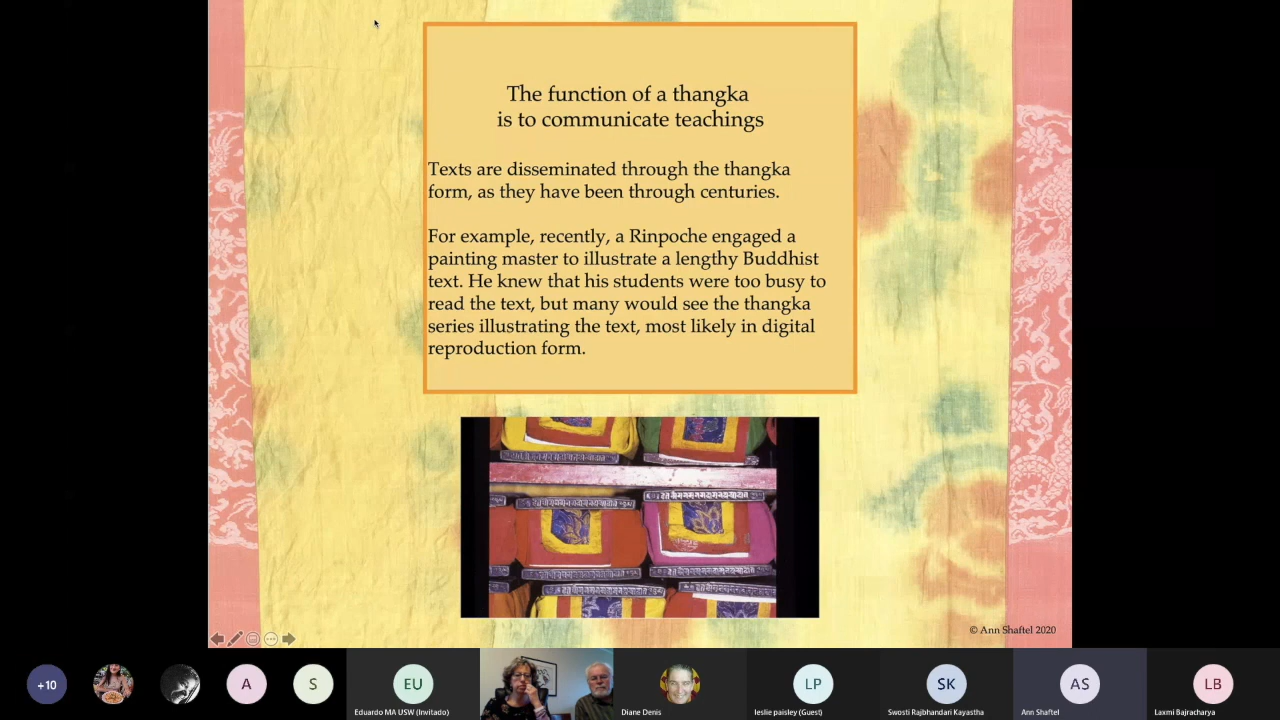 The function of a thangka
is to communicate teachings
Texts are disseminated through the thangka
form, as they have been through centuries.
For example, recently, a Rinpoche engaged a
painting master to illustrate a lengthy Buddhist
text. He knew that his students were too busy to
read the text, but many would see the thangka
series illustrating the text, most likely in digital
reproduction form.
© Ann Shaftel 2020
+10
A
S
EU
LP
SK
AS
LB
Eduardo MA USW (Invitado)
Diane Denis
leslie paisley (Guest)
Swosti Rajbhandari Kayastha
Ann Shaftel
Laxmi Bajracharya